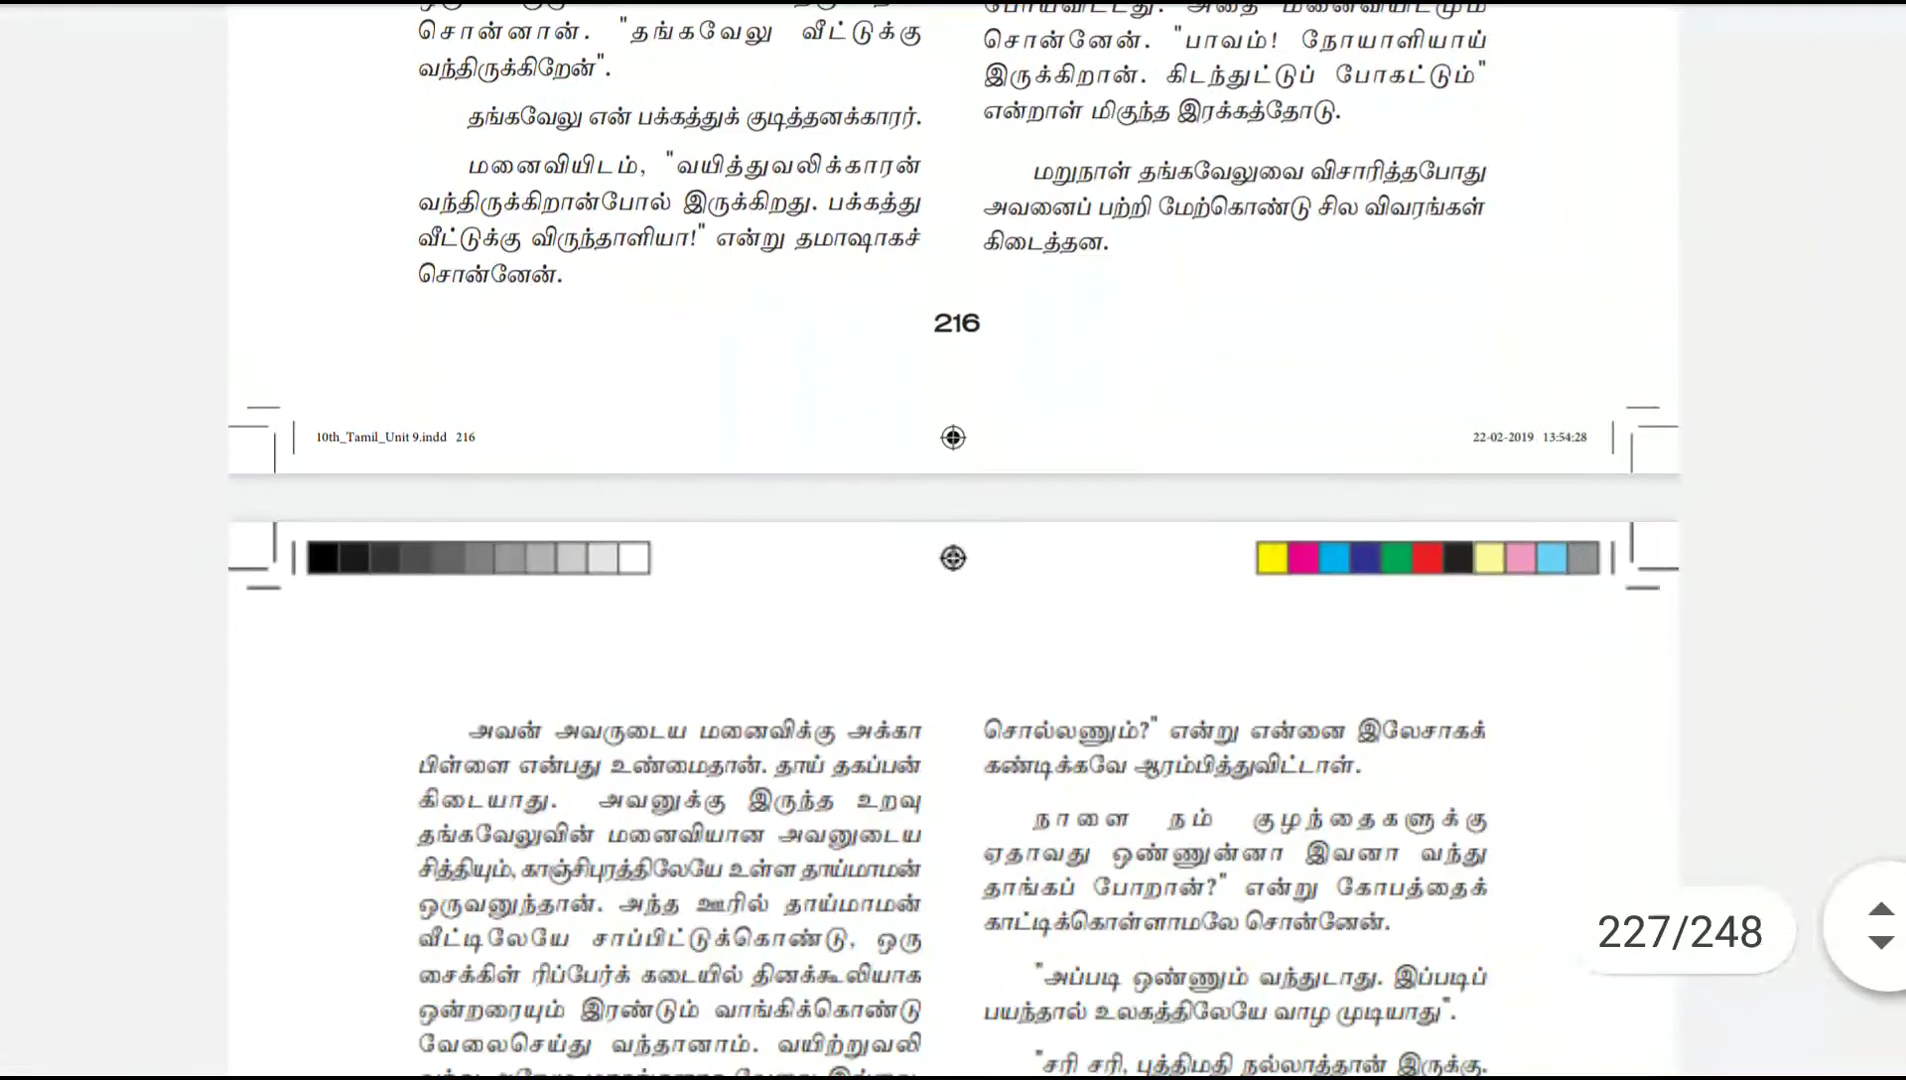 சொன்னான். "தங்கவேலு வீட்டுக்கு
வந்திருக்கிறேன்".
தங்கவேலு என் பக்கத்துக் குடித்தனக்காரர்.
மனைவியிடம், "வயித்துவலிக்காரன்
வந்திருக்கிறான்போல் இருக்கிறது. பக்கத்து
வீட்டுக்கு விருந்தாளியா!" என்று தமாஷாகச்
சொன்னேன்.
போய்விட்டது. அதை மனைவியிடமும்
சொன்னேன். "பாவம்! நோயாளியாய்
இருக்கிறான். கிடந்துட்டுப் போகட்டும்"
என்றாள் மிகுந்த இரக்கத்தோடு.
மறுநாள் தங்கவேலுவை விசாரித்தபோது
அவனைப் பற்றி மேற்கொண்டு சில விவரங்கள்
கிடைத்தன.
216
10th_Tamil_Unit 9.indd 216
22-02-2019 13:54:28
அவன் அவருடைய மனைவிக்கு அக்கா
பிள்ளை என்பது உண்மைதான். தாய் தகப்பன்
கிடையாது. அவனுக்கு இருந்த உறவு
தங்கவேலுவின் மனைவியான அவனுடைய
சித்தியும், காஞ்சிபுரத்திலேயே உள்ள தாய்மாமன்
ஒருவனுந்தான். அந்த ஊரில் தாய்மாமன்
வீட்டிலேயே சாப்பிட்டுக்கொண்டு, ஒரு
சைக்கிள் ரிப்பேர்க் கடையில் தினக்கூலியாக
ஒன்றரையும் இரண்டும் வாங்கிக்கொண்டு
வேலைசெய்து வந்தானாம். வயிற்றுவலி
சொல்லணும்?" என்று என்னை இலேசாகக்
கண்டிக்கவே ஆரம்பித்துவிட்டாள்.
நாளை நம் குழந்தைகளுக்கு
ஏதாவது ஒண்ணுன்னா இவனா வந்து
தாங்கப் போறான்?" என்று கோபத்தைக்
காட்டிக்கொள்ளாமலே சொன்னேன்.
"அப்படி ஒண்ணும் வந்துடாது. இப்படிப்
பயந்தால் உலகத்திலேயே வாழ முடியாது".
"சரி சரி, புத்திமதி நல்லாத்தான் இருக்கு.
227/248